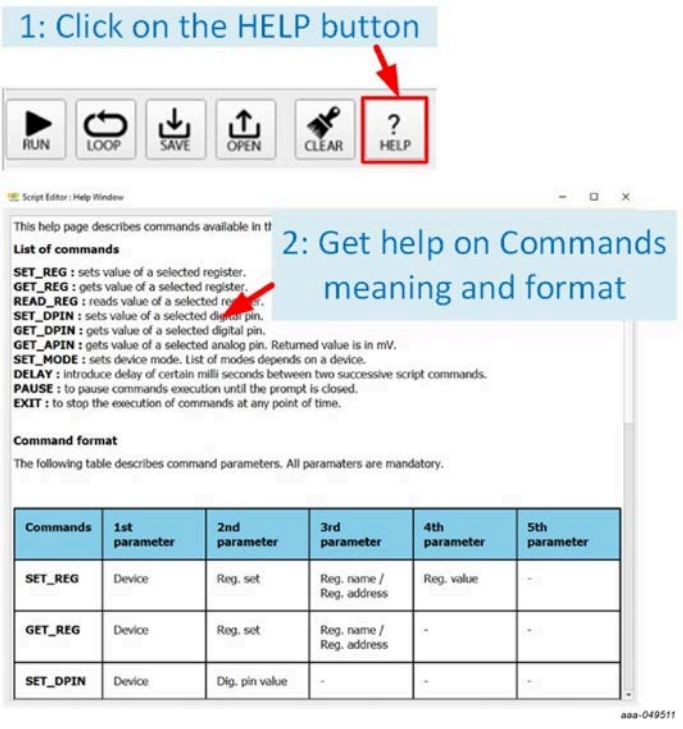 1: Click on the HELP button
RUN LOOP SAVE OPEN CLEAR ? HELP
Script Editor : Help Window
This help page describes commands available in th
2: Get help on Commands
meaning and format
List of commands
SET_REG : sets value of a selected register.
GET_REG : gets value of a selected register.
READ_REG : reads value of a selected register.
SET_DPIN : sets value of a selected digital pin.
GET_DPIN : gets value of a selected digital pin.
GET_APIN : gets value of a selected analog pin. Returned value is in mV.
SET_MODE : sets device mode. List of modes depends on a device.
DELAY : introduce delay of certain milli seconds between two successive script commands.
PAUSE : to pause commands execution until the prompt is closed.
EXIT : to stop the execution of commands at any point of time.
Command format
The following table describes command parameters. All paramaters are mandatory.
Commands 1st parameter 2nd parameter 3rd parameter 4th parameter 5th parameter
SET_REG Device Reg. set Reg. name / Reg. address Reg. value -
GET_REG Device Reg. set Reg. name / Reg. address - -
SET_DPIN Device Dig. pin value - - -
aaa-049511